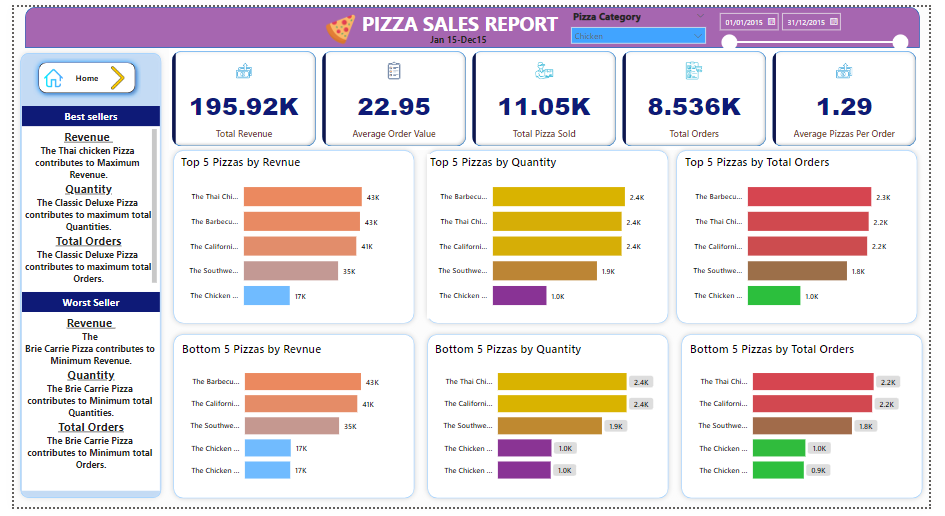 PIZZA SALES REPORT
Jan 15-Dec15
Pizza Category
Chicken
01/01/2015
31/12/2015
Home
Best sellers
Revenue
The Thai chicken Pizza
contributes to Maximum
Revenue.
Quantity
The Classic Deluxe Pizza
contributes to maximum total
Quantities.
Total Orders
The Classic Deluxe Pizza
contributes to maximum total
Orders.
Worst Seller
Revenue
The
Brie Carrie Pizza contributes to
Minimum Revenue.
Quantity
The Brie Carrie Pizza
contributes to Minimum total
Quantities.
Total Orders
The Brie Carrie Pizza
contributes to Minimum total
Orders.
195.92K
Total Revenue
22.95
Average Order Value
11.05K
Total Pizza Sold
8.536K
Total Orders
1.29
Average Pizzas Per Order
Top 5 Pizzas by Revnue
The Thai Chi... 43K
The Barbecu... 43K
The Californi... 41K
The Southwe... 35K
The Chicken ... 17K
Top 5 Pizzas by Quantity
The Barbecu... 2.4K
The Thai Chi... 2.4K
The Californi... 2.4K
The Southwe... 1.9K
The Chicken ... 1.0K
Top 5 Pizzas by Total Orders
The Barbecu... 2.3K
The Thai Chi... 2.2K
The Californi... 2.2K
The Southwe... 1.8K
The Chicken ... 1.0K
Bottom 5 Pizzas by Revnue
The Barbecu... 43K
The Californi... 41K
The Southwe... 35K
The Chicken ... 17K
The Chicken ... 17K
Bottom 5 Pizzas by Quantity
The Thai Chi... 2.4K
The Californi... 2.4K
The Southwe... 1.9K
The Chicken ... 1.0K
The Chicken ... 1.0K
Bottom 5 Pizzas by Total Orders
The Thai Chi... 2.2K
The Californi... 2.2K
The Southwe... 1.8K
The Chicken ... 1.0K
The Chicken ... 0.9K